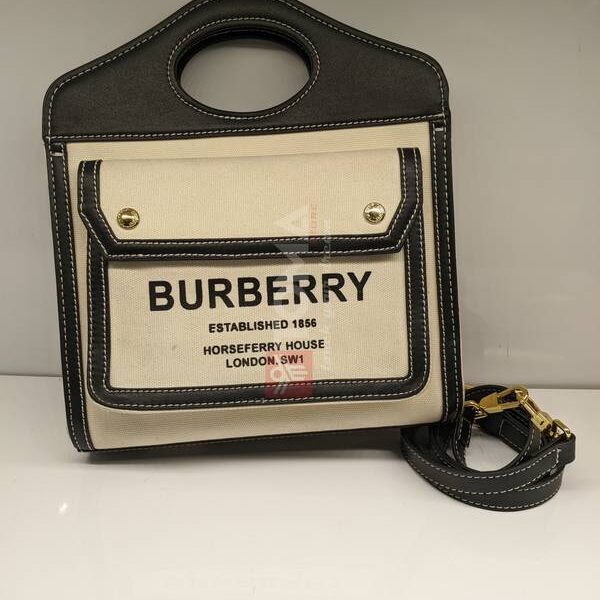 BURBERRY
ESTABLISHED 1856
HORSEFERRY HOUSE
LONDON, SW1